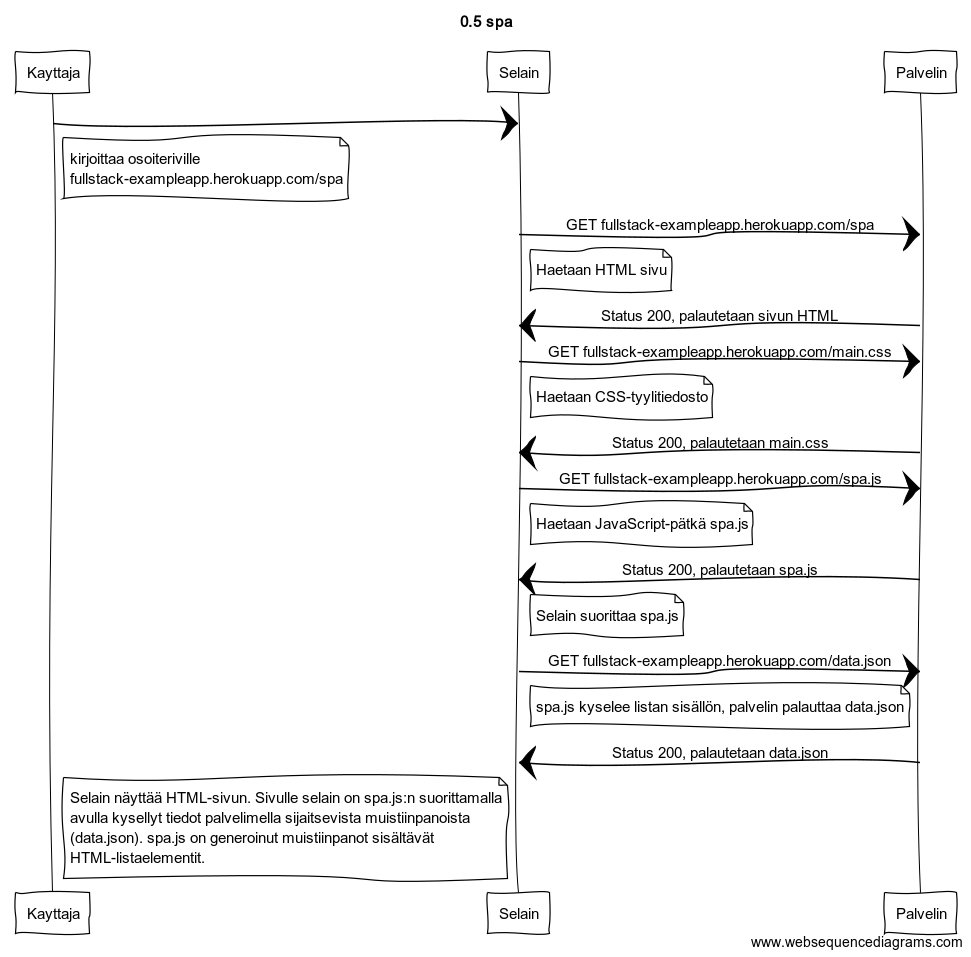 0.5 spa
Kayttaja
Selain
Palvelin
kirjoittaa osoiteriville
fullstack-exampleapp.herokuapp.com/spa
GET fullstack-exampleapp.herokuapp.com/spa
Haetaan HTML sivu
Status 200, palautetaan sivun HTML
GET fullstack-exampleapp.herokuapp.com/main.css
Haetaan CSS-tyylitiedosto
Status 200, palautetaan main.css
GET fullstack-exampleapp.herokuapp.com/spa.js
Haetaan JavaScript-pätkä spa.js
Status 200, palautetaan spa.js
Selain suorittaa spa.js
GET fullstack-exampleapp.herokuapp.com/data.json
spa.js kyselee listan sisällön, palvelin palauttaa data.json
Status 200, palautetaan data.json
Selain näyttää HTML-sivun. Sivulle selain on spa.js:n suorittamalla
avulla kysellyt tiedot palvelimella sijaitsevista muistiinpanoista
(data.json). spa.js on generoinut muistiinpanot sisältävät
HTML-listaelementit.
Kayttaja
Selain
Palvelin
www.websequencediagrams.com